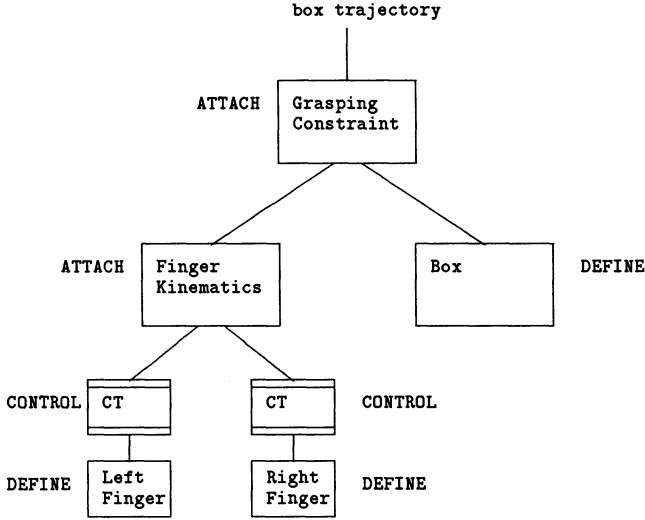 box trajectory
ATTACH
Grasping
Constraint
ATTACH
Finger
Kinematics
Box
DEFINE
CONTROL
CT
CT
CONTROL
DEFINE
Left
Finger
Right
Finger
DEFINE